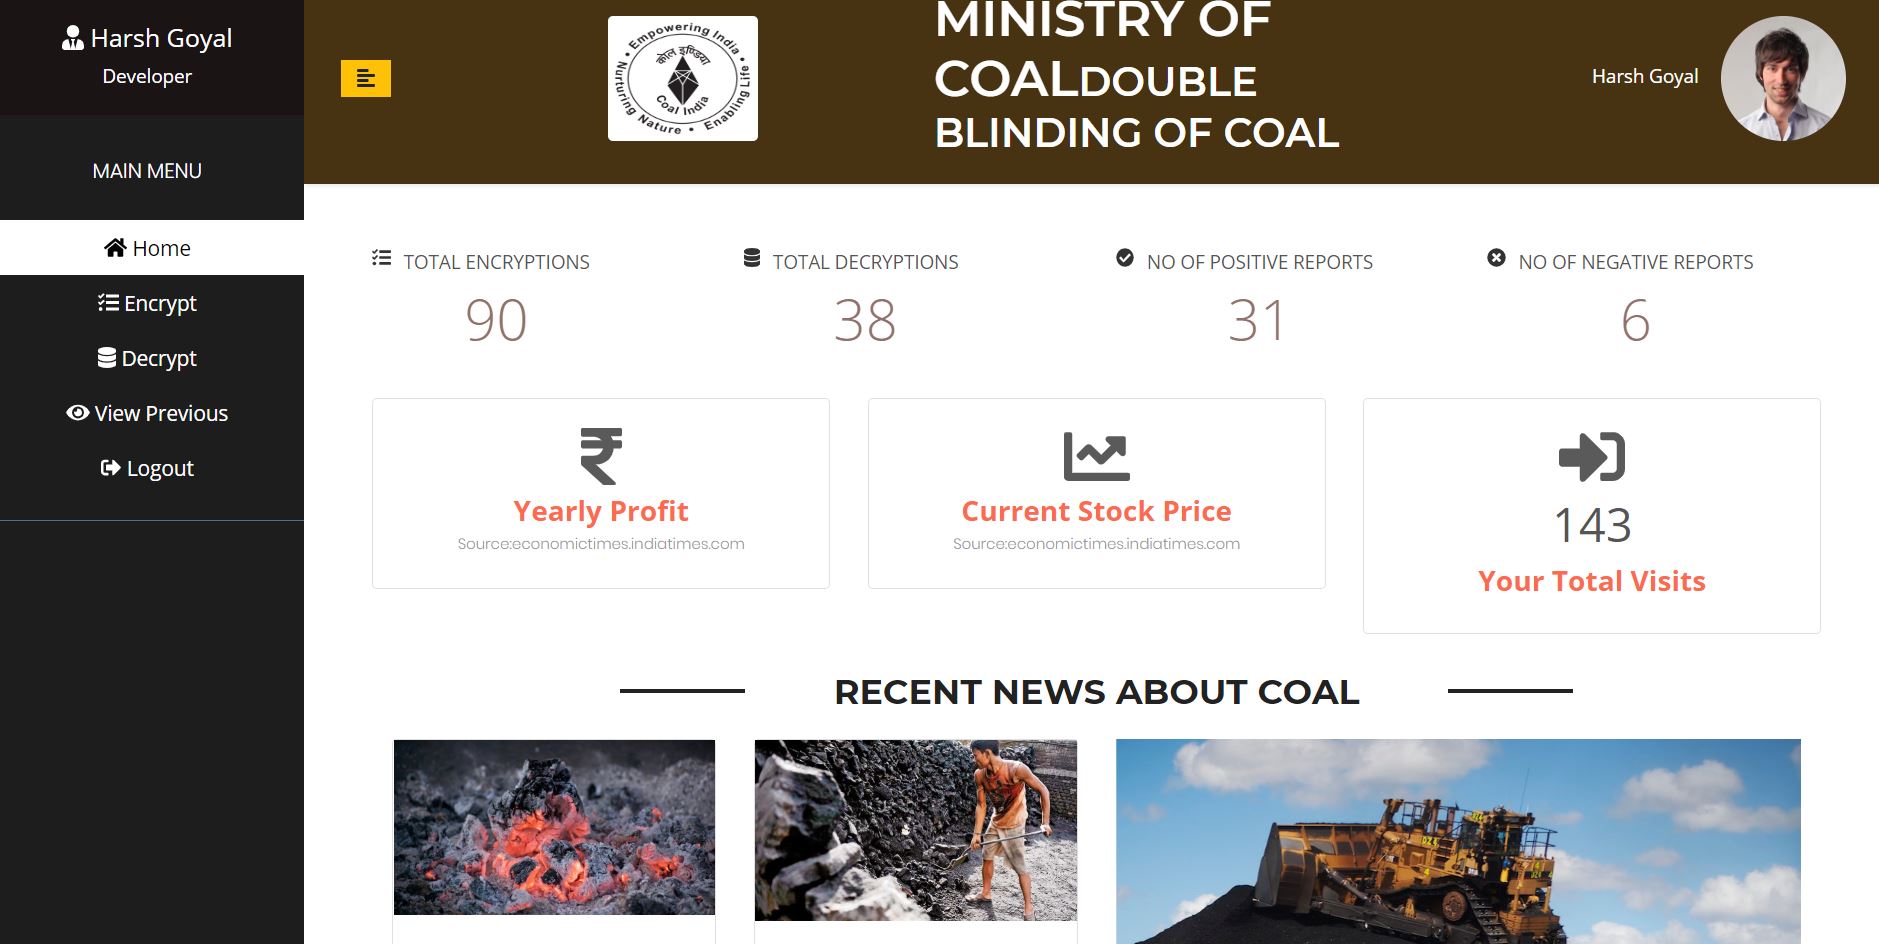 Harsh Goyal
Developer
MAIN MENU
Home
Encrypt
Decrypt
View Previous
Logout
• Empowering India • Enabling Life • Nurturing Nature
कोल इण्डिया
Coal India
MINISTRY OF
COALDOUBLE
BLINDING OF COAL
Harsh Goyal
TOTAL ENCRYPTIONS
90
TOTAL DECRYPTIONS
38
NO OF POSITIVE REPORTS
31
NO OF NEGATIVE REPORTS
6
₹
Yearly Profit
Source:economictimes.indiatimes.com
Current Stock Price
Source:economictimes.indiatimes.com
143
Your Total Visits
RECENT NEWS ABOUT COAL